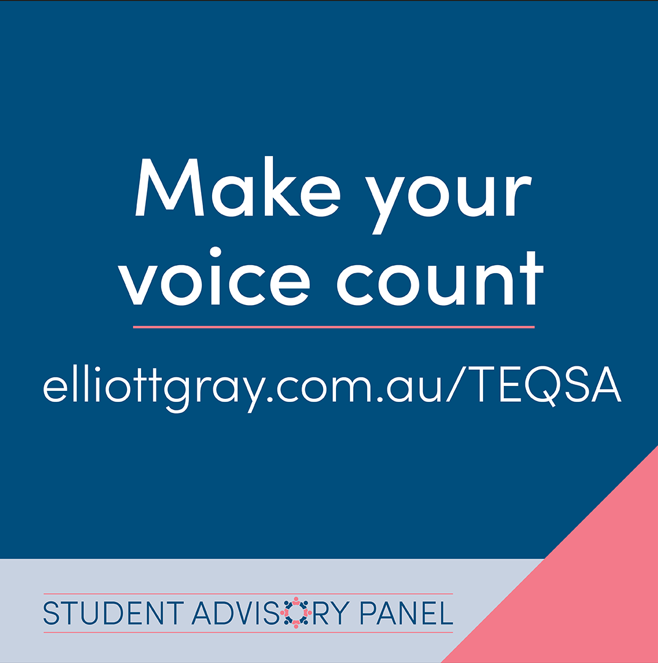 Make your
voice count
elliottgray.com.au/TEQSA
STUDENT ADVISORY PANEL